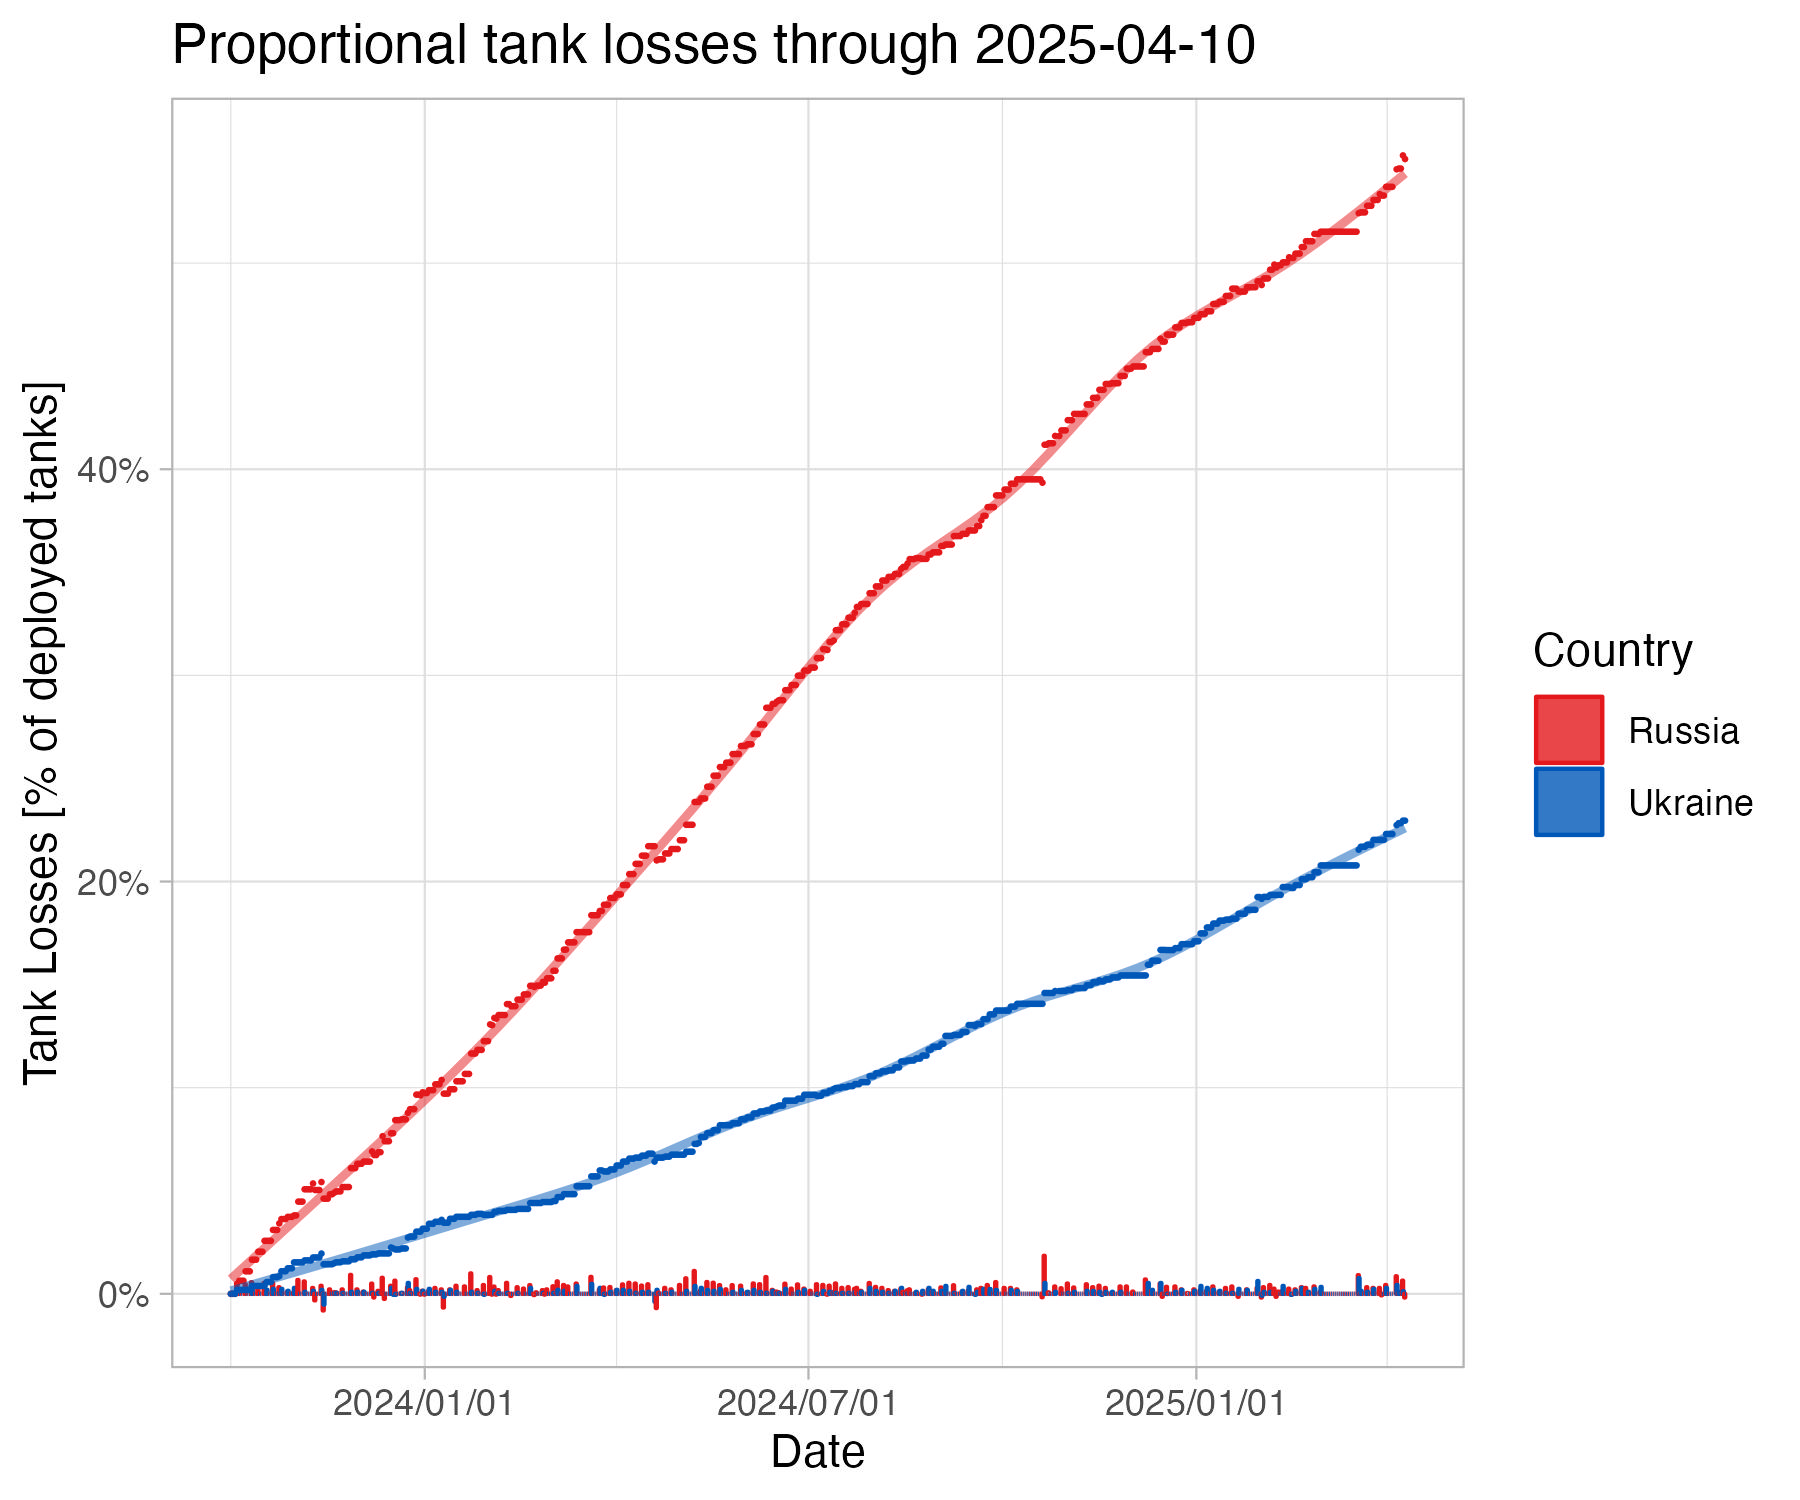 Proportional tank losses through 2025-04-10
Tank Losses [% of deployed tanks]
40%
20%
0%
2024/01/01
2024/07/01
2025/01/01
Date
Country
Russia
Ukraine